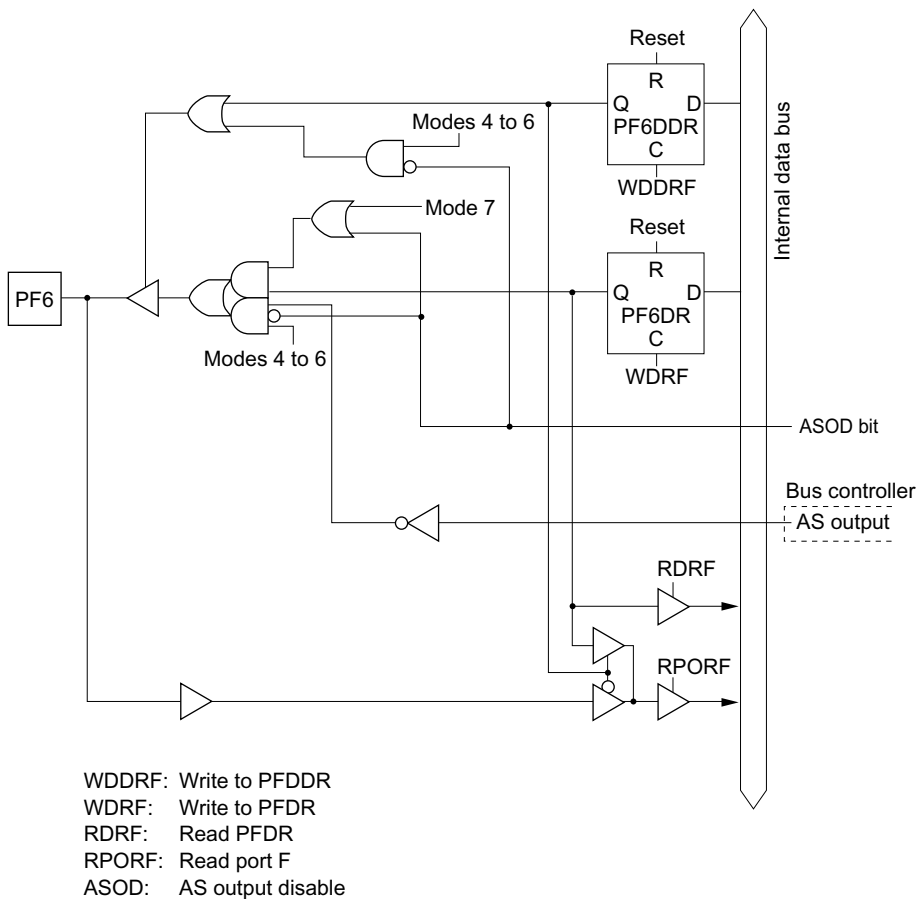 Reset
R
Q D
PF6DDR
C
WDDRF
Modes 4 to 6
Mode 7
Internal data bus
Reset
R
Q D
PF6DR
C
WDRF
PF6
Modes 4 to 6
ASOD bit
Bus controller
AS output
RDRF
RPORF
WDDRF: Write to PFDDR
WDRF: Write to PFDR
RDRF: Read PFDR
RPORF: Read port F
ASOD: AS output disable